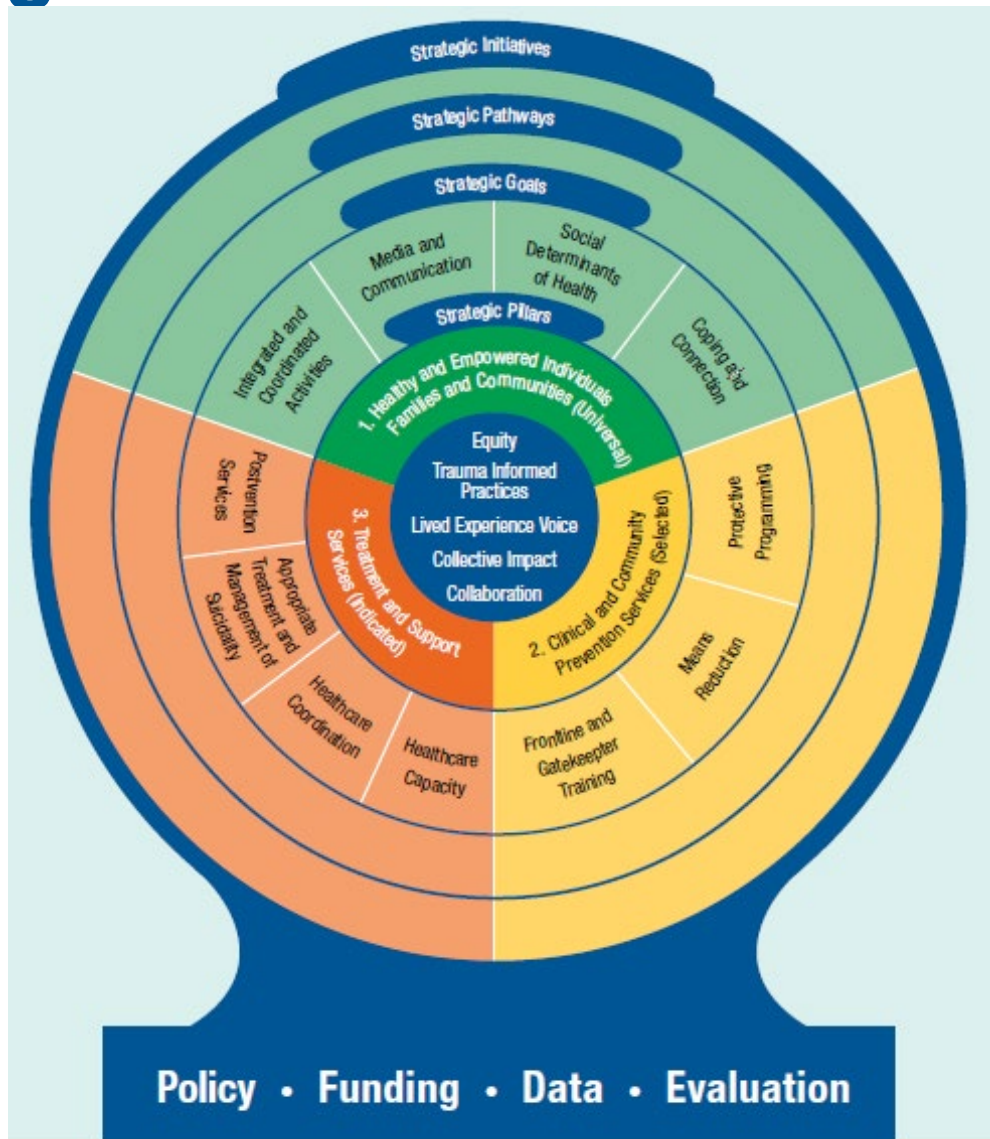 Strategic Initiatives
Strategic Pathways
Strategic Goals
Media and
Communication
Social
Determinants
of Health
Integrated and
Coordinated
Activities
Coping and
Connection
Strategic Pillars
1. Healthy and Empowered Individuals
Families and Communities (Universal)
Equity
Trauma Informed
Practices
Lived Experience Voice
Collective Impact
Collaboration
2. Clinical and Community
Prevention Services (Selected)
Protective
Programming
Means
Reduction
Frontline and
Gatekeepter
Training
3. Treatment and Support
Services (Indicated)
Postvention
Services
Appropriate
Treatment and
Management of
Suicidality
Healthcare
Coordination
Healthcare
Capacity
Policy • Funding • Data • Evaluation